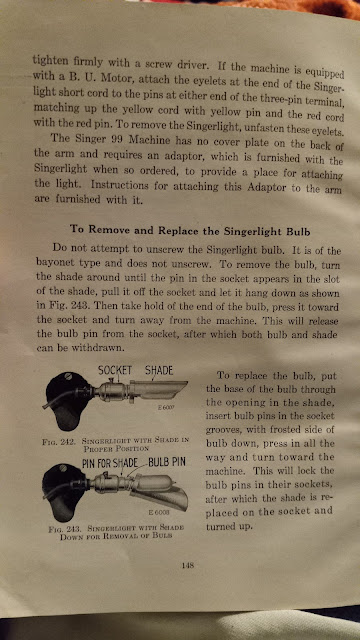 tighten firmly with a screw driver. If the machine is equipped
with a B. U. Motor, attach the eyelets at the end of the Singer-
light short cord to the pins at either end of the three-pin terminal,
matching up the yellow cord with yellow pin and the red cord
with the red pin. To remove the Singerlight, unfasten these eyelets.
The Singer 99 Machine has no cover plate on the back of
the arm and requires an adaptor, which is furnished with the
Singerlight when so ordered, to provide a place for attaching
the light. Instructions for attaching this Adaptor to the arm
are furnished with it.
To Remove and Replace the Singerlight Bulb
Do not attempt to unscrew the Singerlight bulb. It is of the
bayonet type and does not unscrew. To remove the bulb, turn
the shade around until the pin in the socket appears in the slot
of the shade, pull it off the socket and let it hang down as shown
in Fig. 243. Then take hold of the end of the bulb, press it toward
the socket and turn away from the machine. This will release
the bulb pin from the socket, after which both bulb and shade
can be withdrawn.
SOCKET SHADE
E 6007
FIG. 242. SINGERLIGHT WITH SHADE IN
PROPER POSITION
PIN FOR SHADE BULB PIN
E 6008
FIG. 243. SINGERLIGHT WITH SHADE
DOWN FOR REMOVAL OF BULB
To replace the bulb, put
the base of the bulb through
the opening in the shade,
insert bulb pins in the socket
grooves, with frosted side of
bulb down, press in all the
way and turn toward the
machine. This will lock the
bulb pins in their sockets,
after which the shade is re-
placed on the socket and
turned up.
148